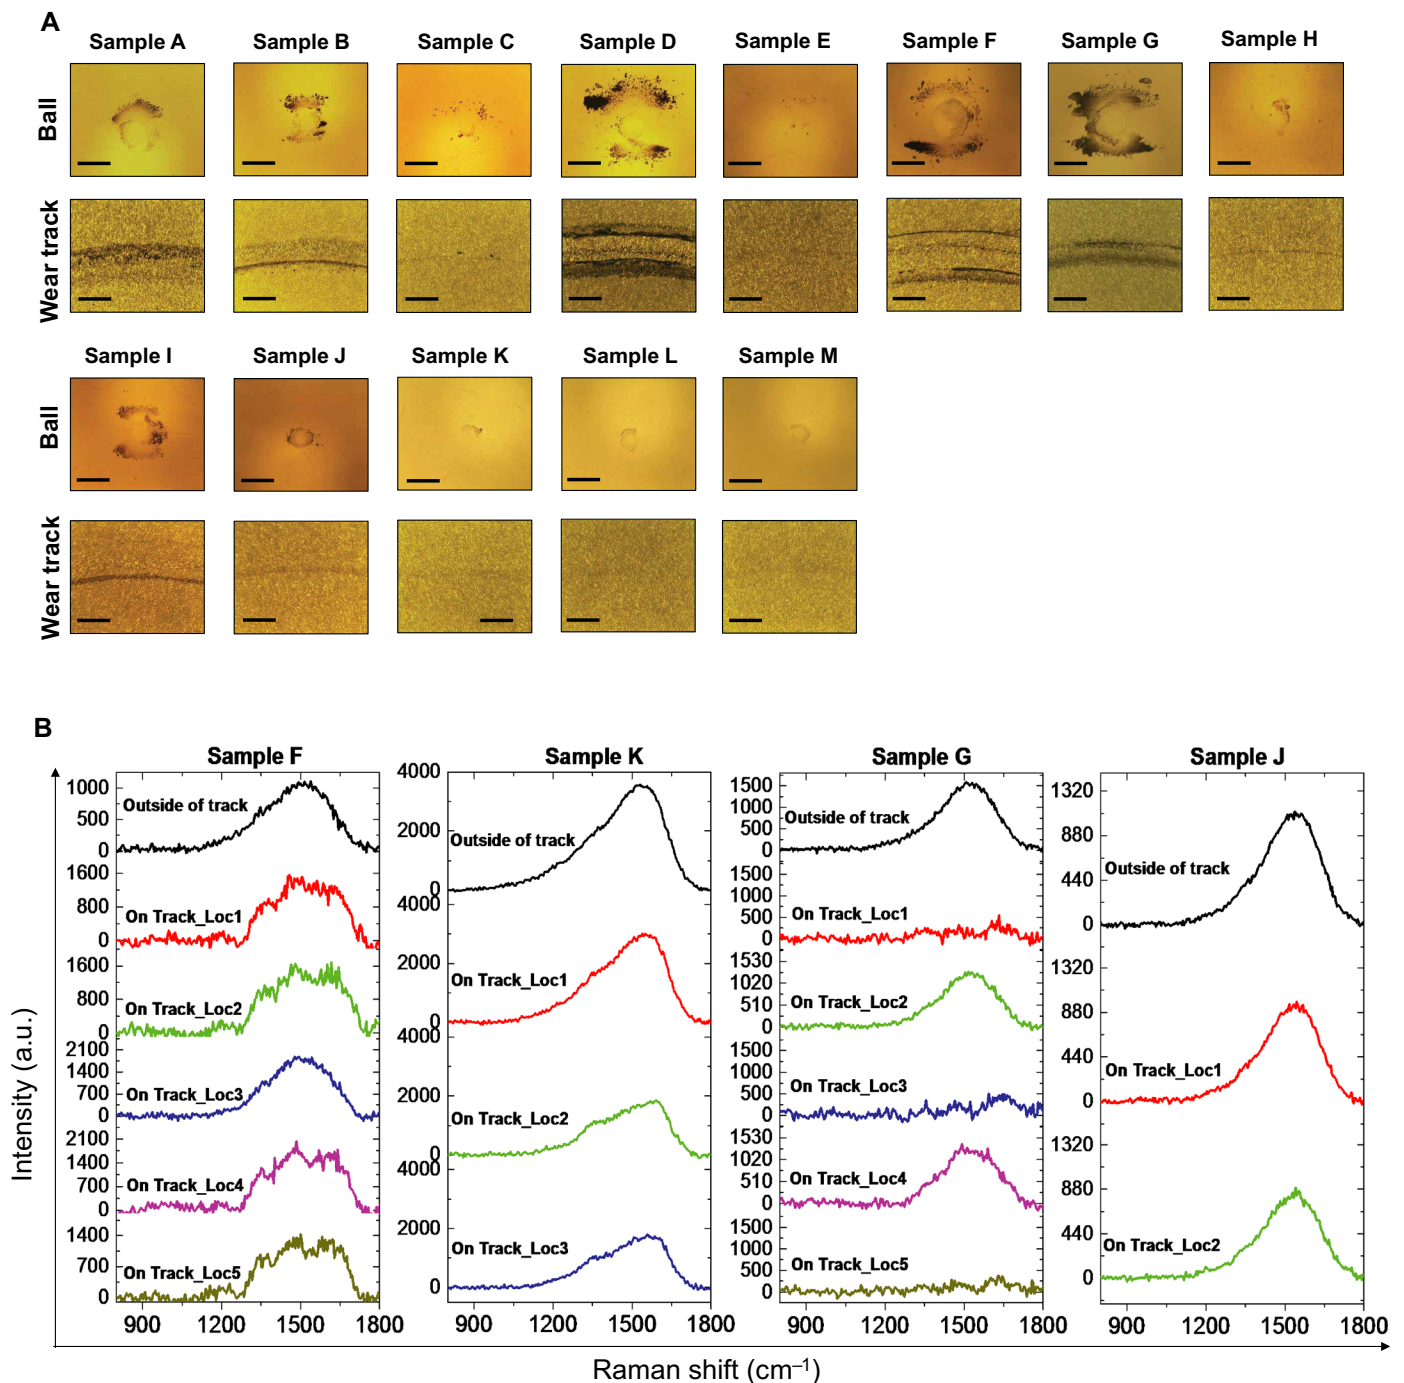 A
Sample A Sample B Sample C Sample D Sample E Sample F Sample G Sample H
Ball
Wear track
Sample I Sample J Sample K Sample L Sample M
Ball
Wear track
B
Sample F Sample K Sample G Sample J
Intensity (a.u.)
1000
500
0
Outside of track
1600
800
0
On Track_Loc1
1600
800
0
On Track_Loc2
2100
1400
700
0
On Track_Loc3
2100
1400
700
0
On Track_Loc4
1400
700
0
On Track_Loc5
900 1200 1500 1800
4000
2000
0
Outside of track
4000
2000
0
On Track_Loc1
4000
2000
0
On Track_Loc2
4000
2000
0
On Track_Loc3
900 1200 1500 1800
1500
1000
500
0
Outside of track
1500
1000
500
0
On Track_Loc1
1530
1020
510
0
On Track_Loc2
1500
1000
500
0
On Track_Loc3
1530
1020
510
0
On Track_Loc4
1500
1000
500
0
On Track_Loc5
900 1200 1500 1800
1320
880
440
0
Outside of track
1320
880
440
0
On Track_Loc1
1320
880
440
0
On Track_Loc2
900 1200 1500 1800
Raman shift (cm⁻¹)